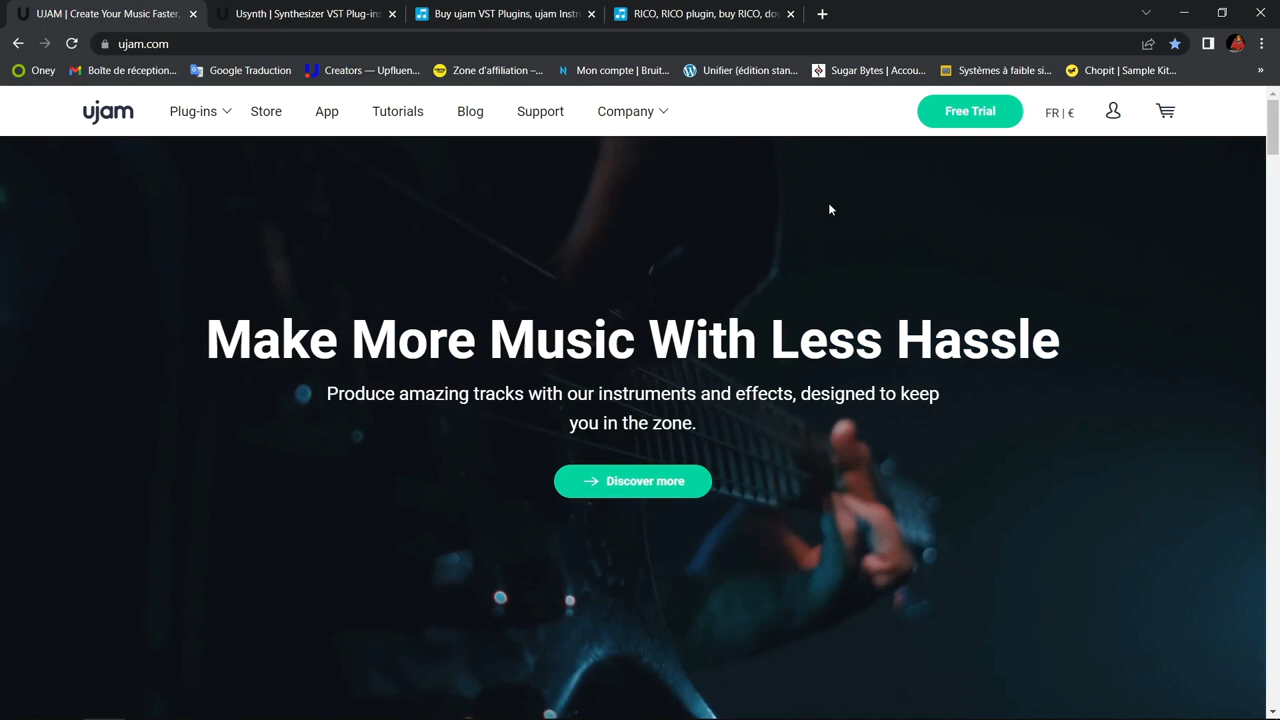 UJAM | Create Your Music Faster,
Usynth | Synthesizer VST Plug-ins
Buy ujam VST Plugins, ujam Instr
RICO, RICO plugin, buy RICO, do
ujam.com
Oney
Boîte de réception...
Google Traduction
Creators — Upfluen...
Zone d'affiliation –...
Mon compte | Bruit...
Unifier (édition stan...
Sugar Bytes | Accou...
Systèmes à faible si...
Chopit | Sample Kit...
»
ujam
Plug-ins
Store
App
Tutorials
Blog
Support
Company
Free Trial
FR | €
Make More Music With Less Hassle
Produce amazing tracks with our instruments and effects, designed to keep
you in the zone.
Discover more